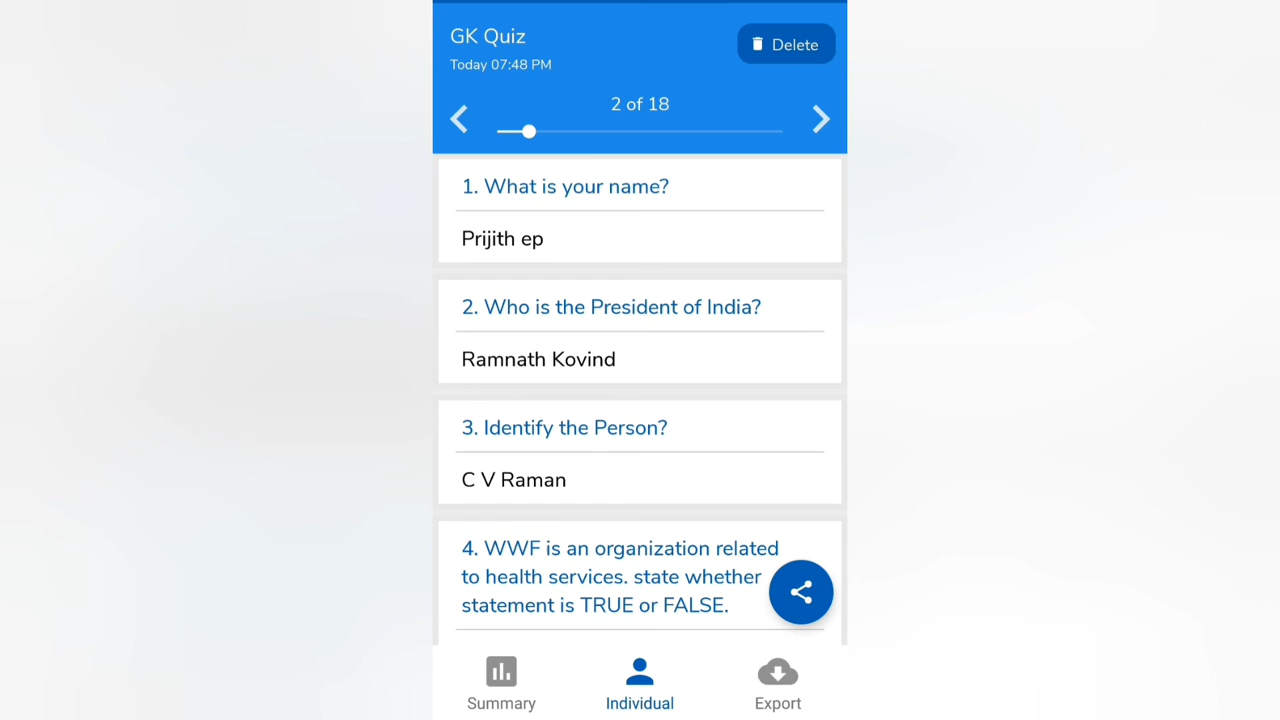 GK Quiz
Delete
Today 07:48 PM
2 of 18
1. What is your name?
Prijith ep
2. Who is the President of India?
Ramnath Kovind
3. Identify the Person?
C V Raman
4. WWF is an organization related
to health services. state whether
statement is TRUE or FALSE.
Summary
Individual
Export